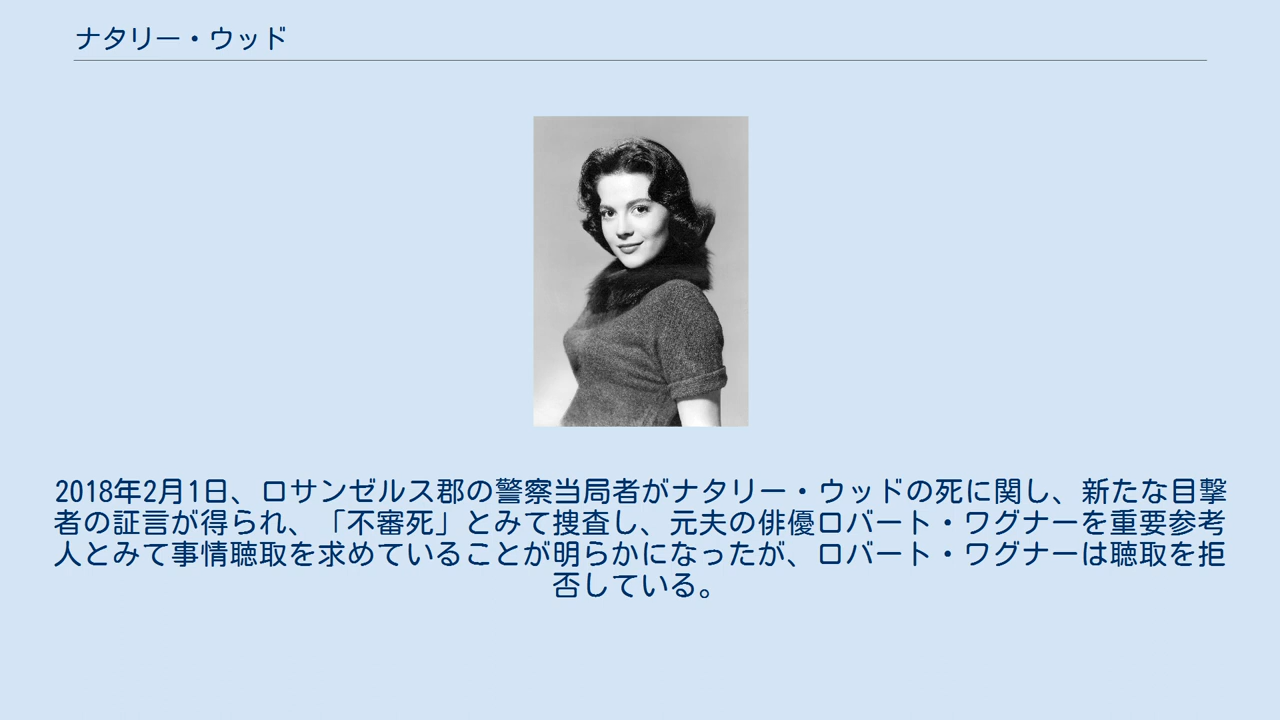 ナタリー・ウッド
2018年2月1日、ロサンゼルス郡の警察当局者がナタリー・ウッドの死に関し、新たな目撃
者の証言が得られ、「不審死」とみて捜査し、元夫の俳優ロバート・ワグナーを重要参考
人とみて事情聴取を求めていることが明らかになったが、ロバート・ワグナーは聴取を拒
否している。